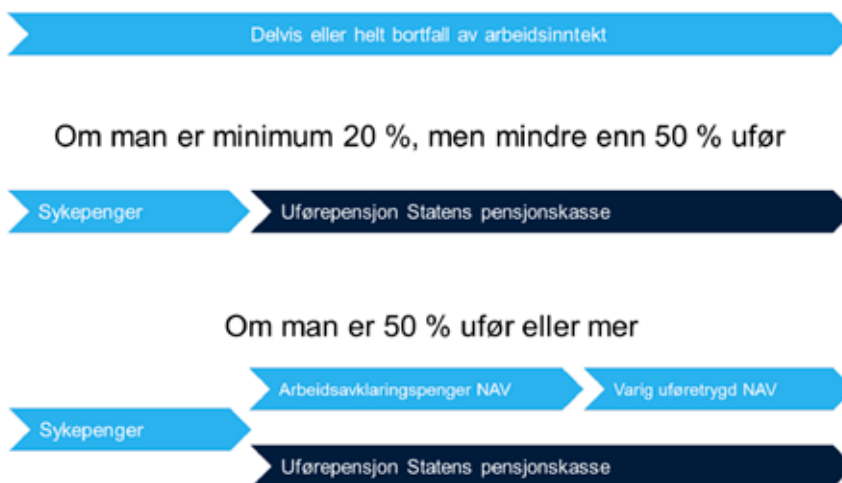 Delvis eller helt bortfall av arbeidsinntekt
Om man er minimum 20 %, men mindre enn 50 % ufør
Sykepenger
Uførepensjon Statens pensjonskasse
Om man er 50 % ufør eller mer
Arbeidsavklaringspenger NAV
Varig uføretrygd NAV
Sykepenger
Uførepensjon Statens pensjonskasse